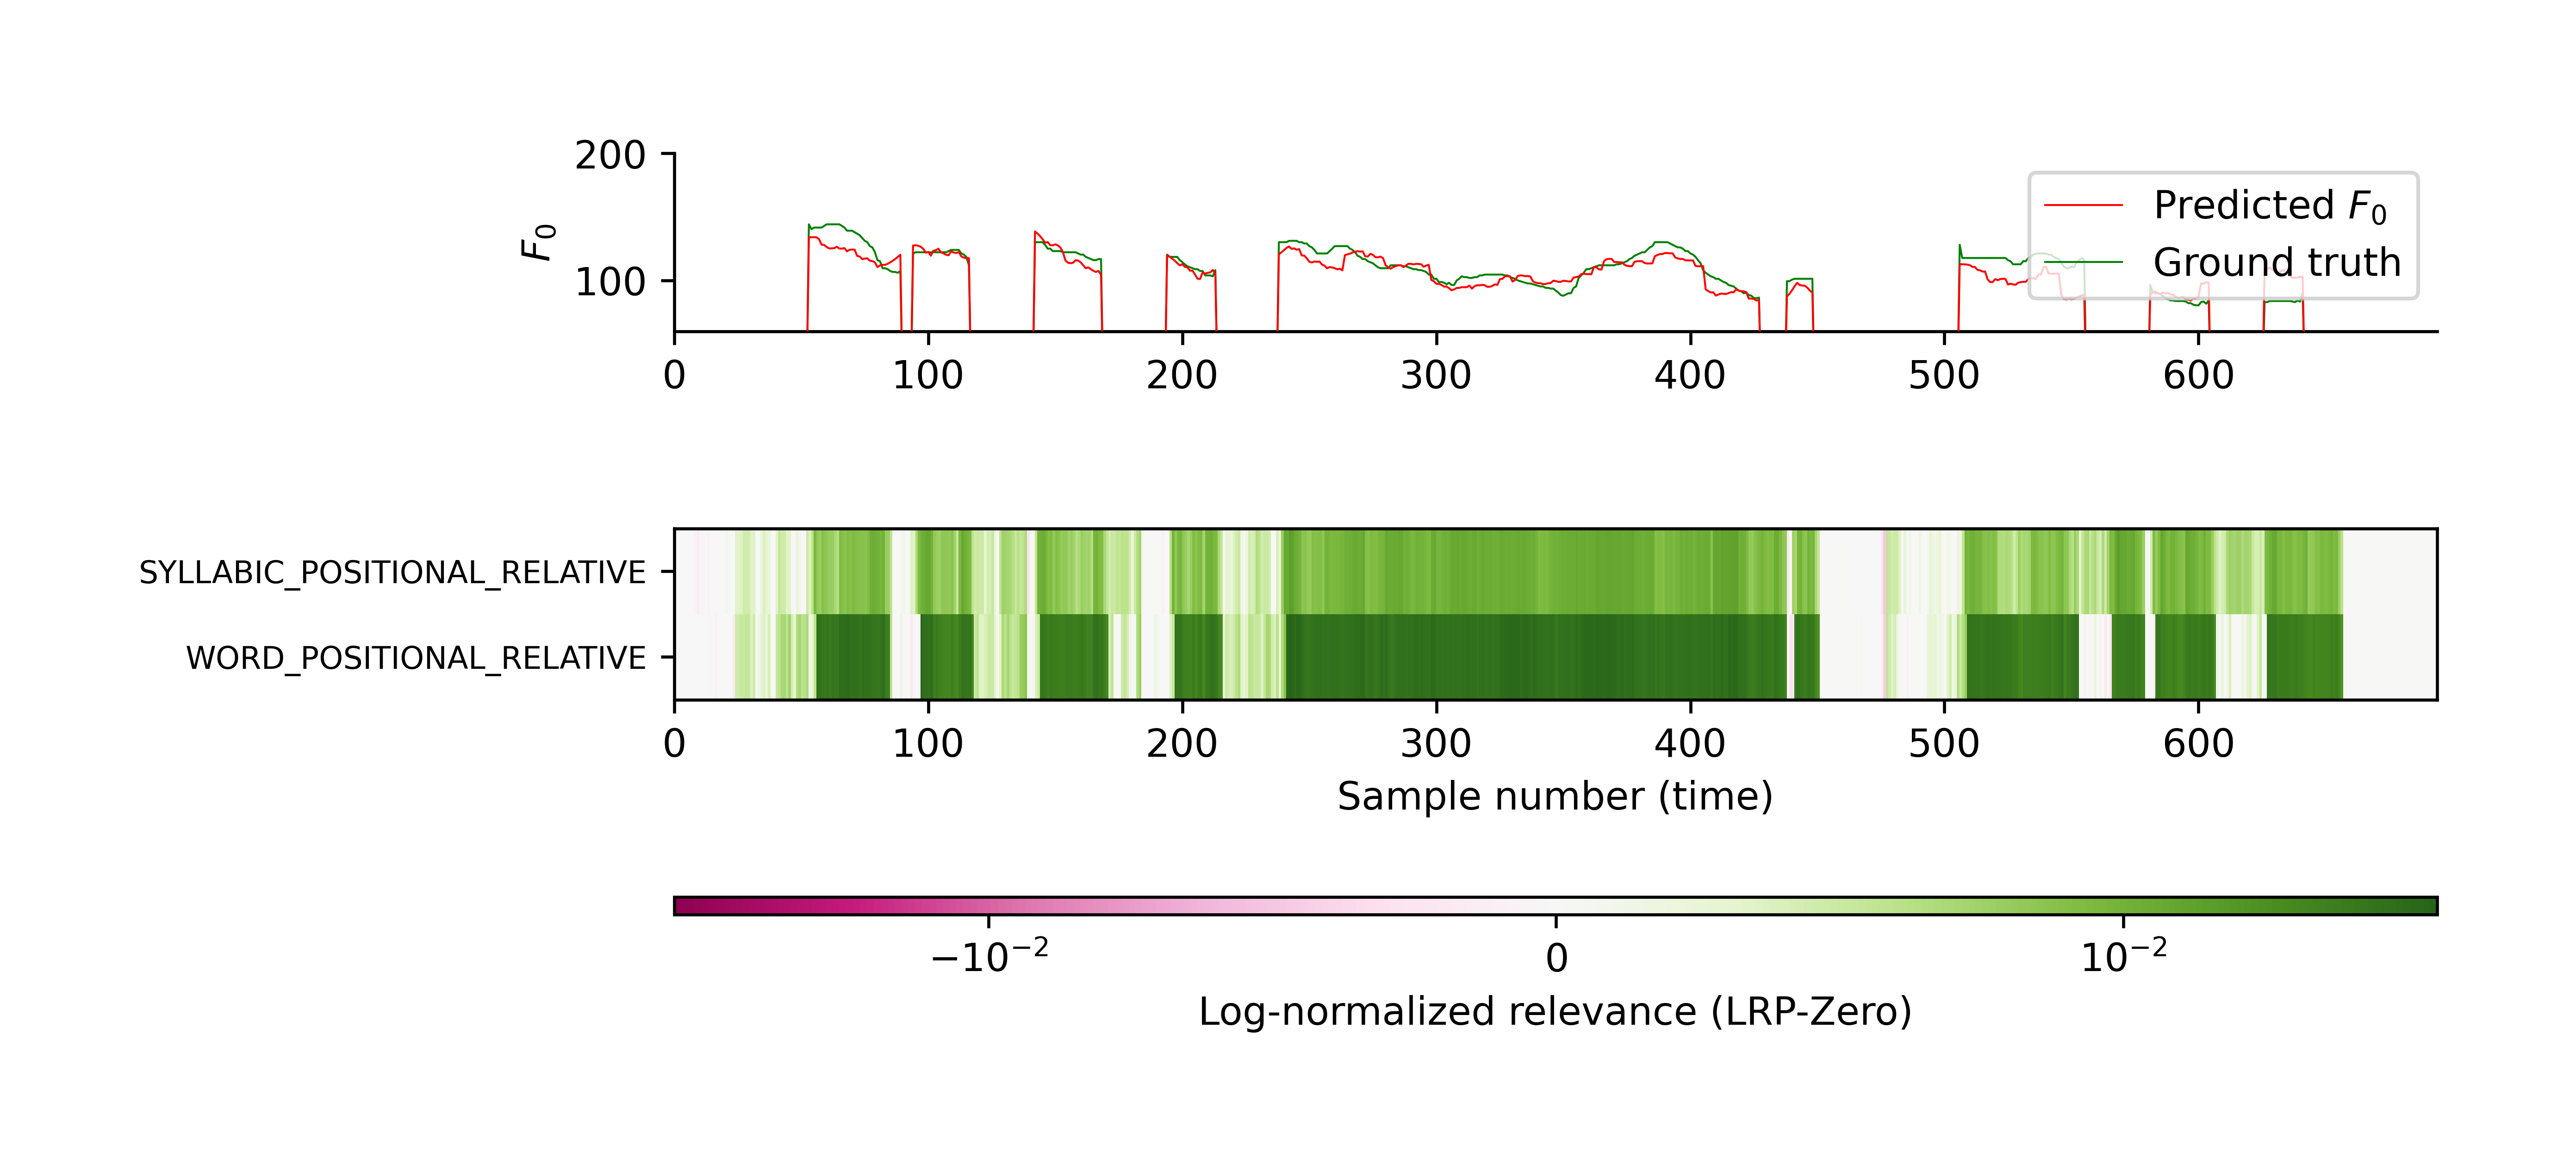 200
100
F₀
Predicted F₀
Ground truth
0 100 200 300 400 500 600
SYLLABIC_POSITIONAL_RELATIVE
WORD_POSITIONAL_RELATIVE
0 100 200 300 400 500 600
Sample number (time)
−10⁻² 0 10⁻²
Log-normalized relevance (LRP-Zero)